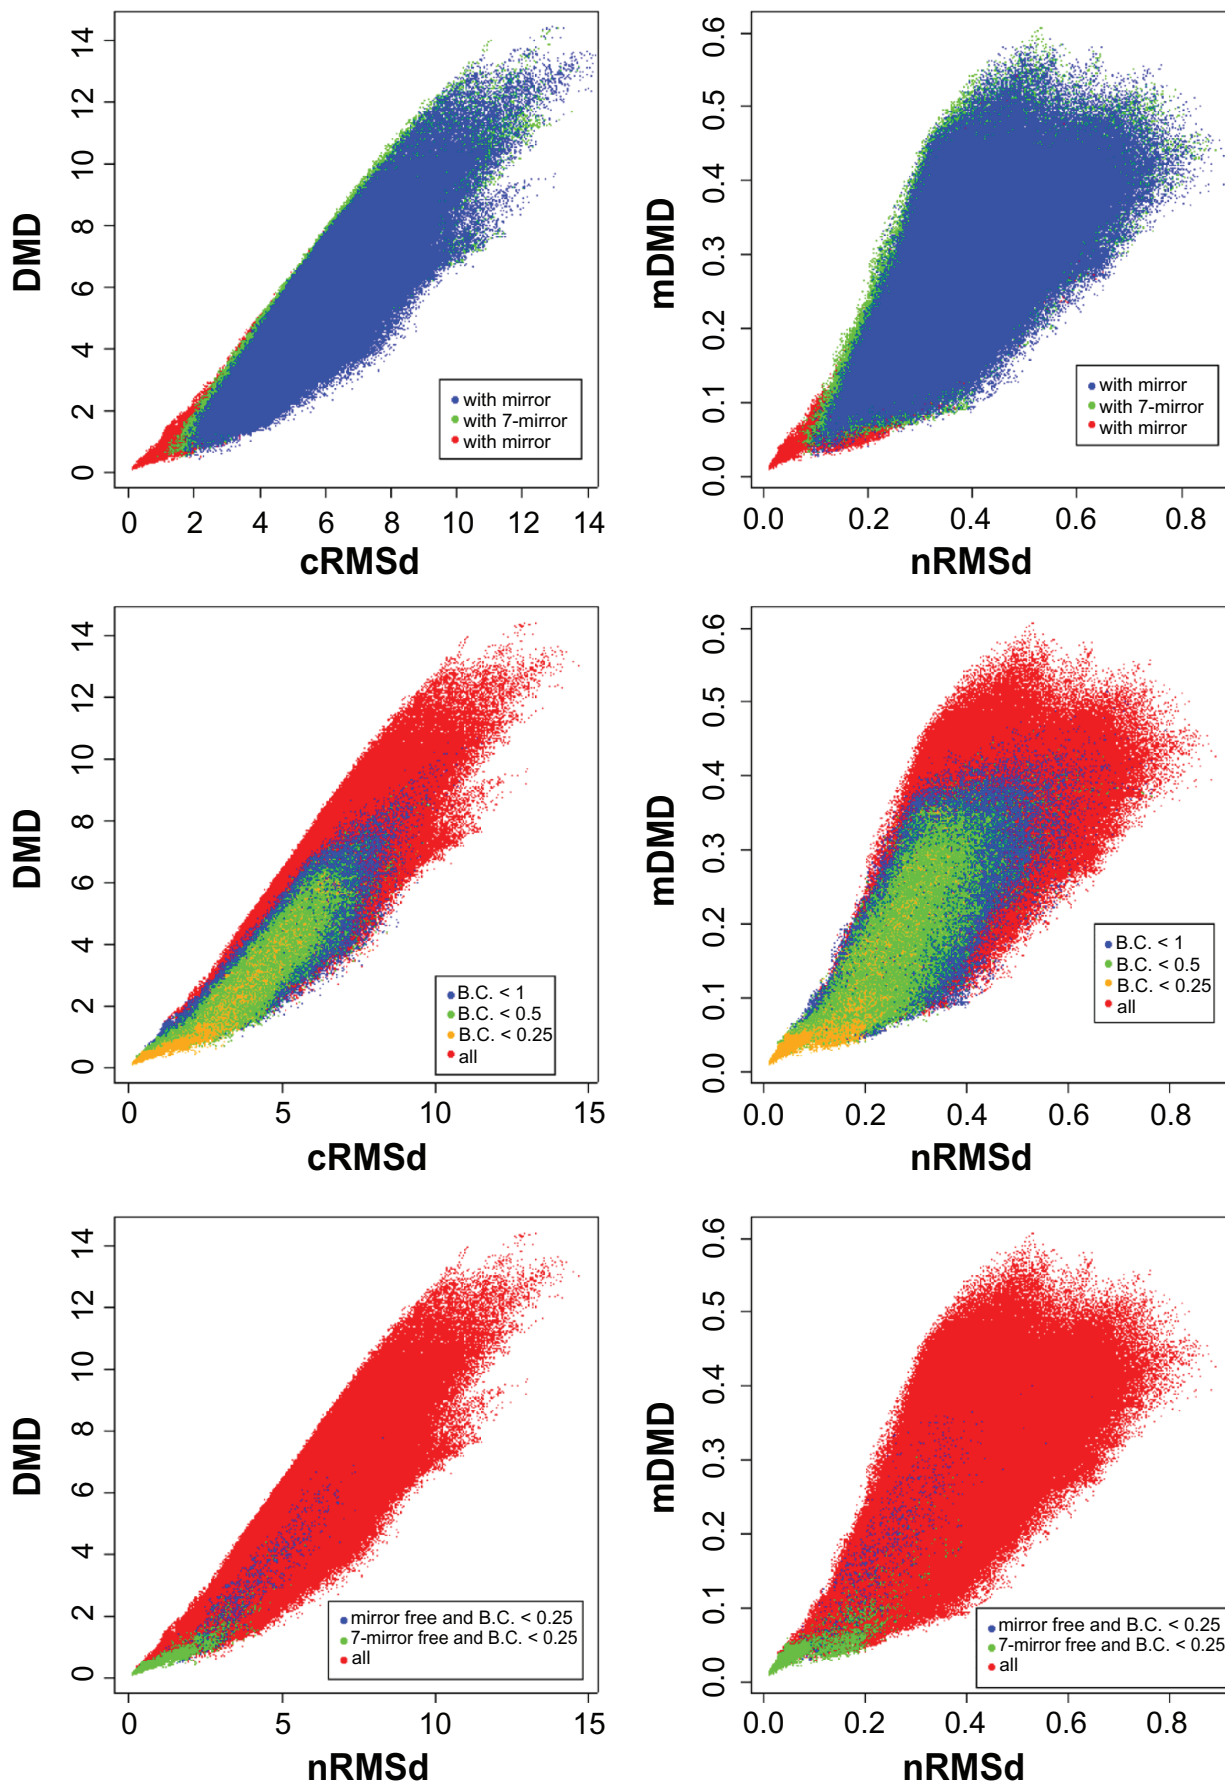 DMD
14
12
10
8
6
4
2
0
with mirror
with 7-mirror
with mirror
0 2 4 6 8 10 12 14
cRMSd
mDMD
0.6
0.5
0.4
0.3
0.2
0.1
0.0
with mirror
with 7-mirror
with mirror
0.0 0.2 0.4 0.6 0.8
nRMSd
DMD
14
12
10
8
6
4
2
0
B.C. < 1
B.C. < 0.5
B.C. < 0.25
all
0 5 10 15
cRMSd
mDMD
0.6
0.5
0.4
0.3
0.2
0.1
0.0
B.C. < 1
B.C. < 0.5
B.C. < 0.25
all
0.0 0.2 0.4 0.6 0.8
nRMSd
DMD
14
12
10
8
6
4
2
0
mirror free and B.C. < 0.25
7-mirror free and B.C. < 0.25
all
0 5 10 15
nRMSd
mDMD
0.6
0.5
0.4
0.3
0.2
0.1
0.0
mirror free and B.C. < 0.25
7-mirror free and B.C. < 0.25
all
0.0 0.2 0.4 0.6 0.8
nRMSd